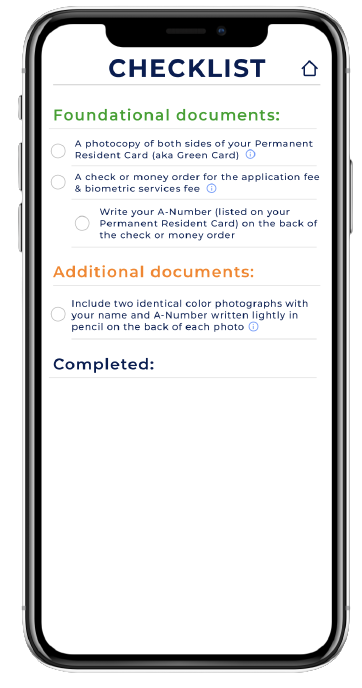 CHECKLIST
Foundational documents:
A photocopy of both sides of your Permanent
Resident Card (aka Green Card)
A check or money order for the application fee
& biometric services fee
Write your A-Number (listed on your
Permanent Resident Card) on the back of
the check or money order
Additional documents:
Include two identical color photographs with
your name and A-Number written lightly in
pencil on the back of each photo
Completed: